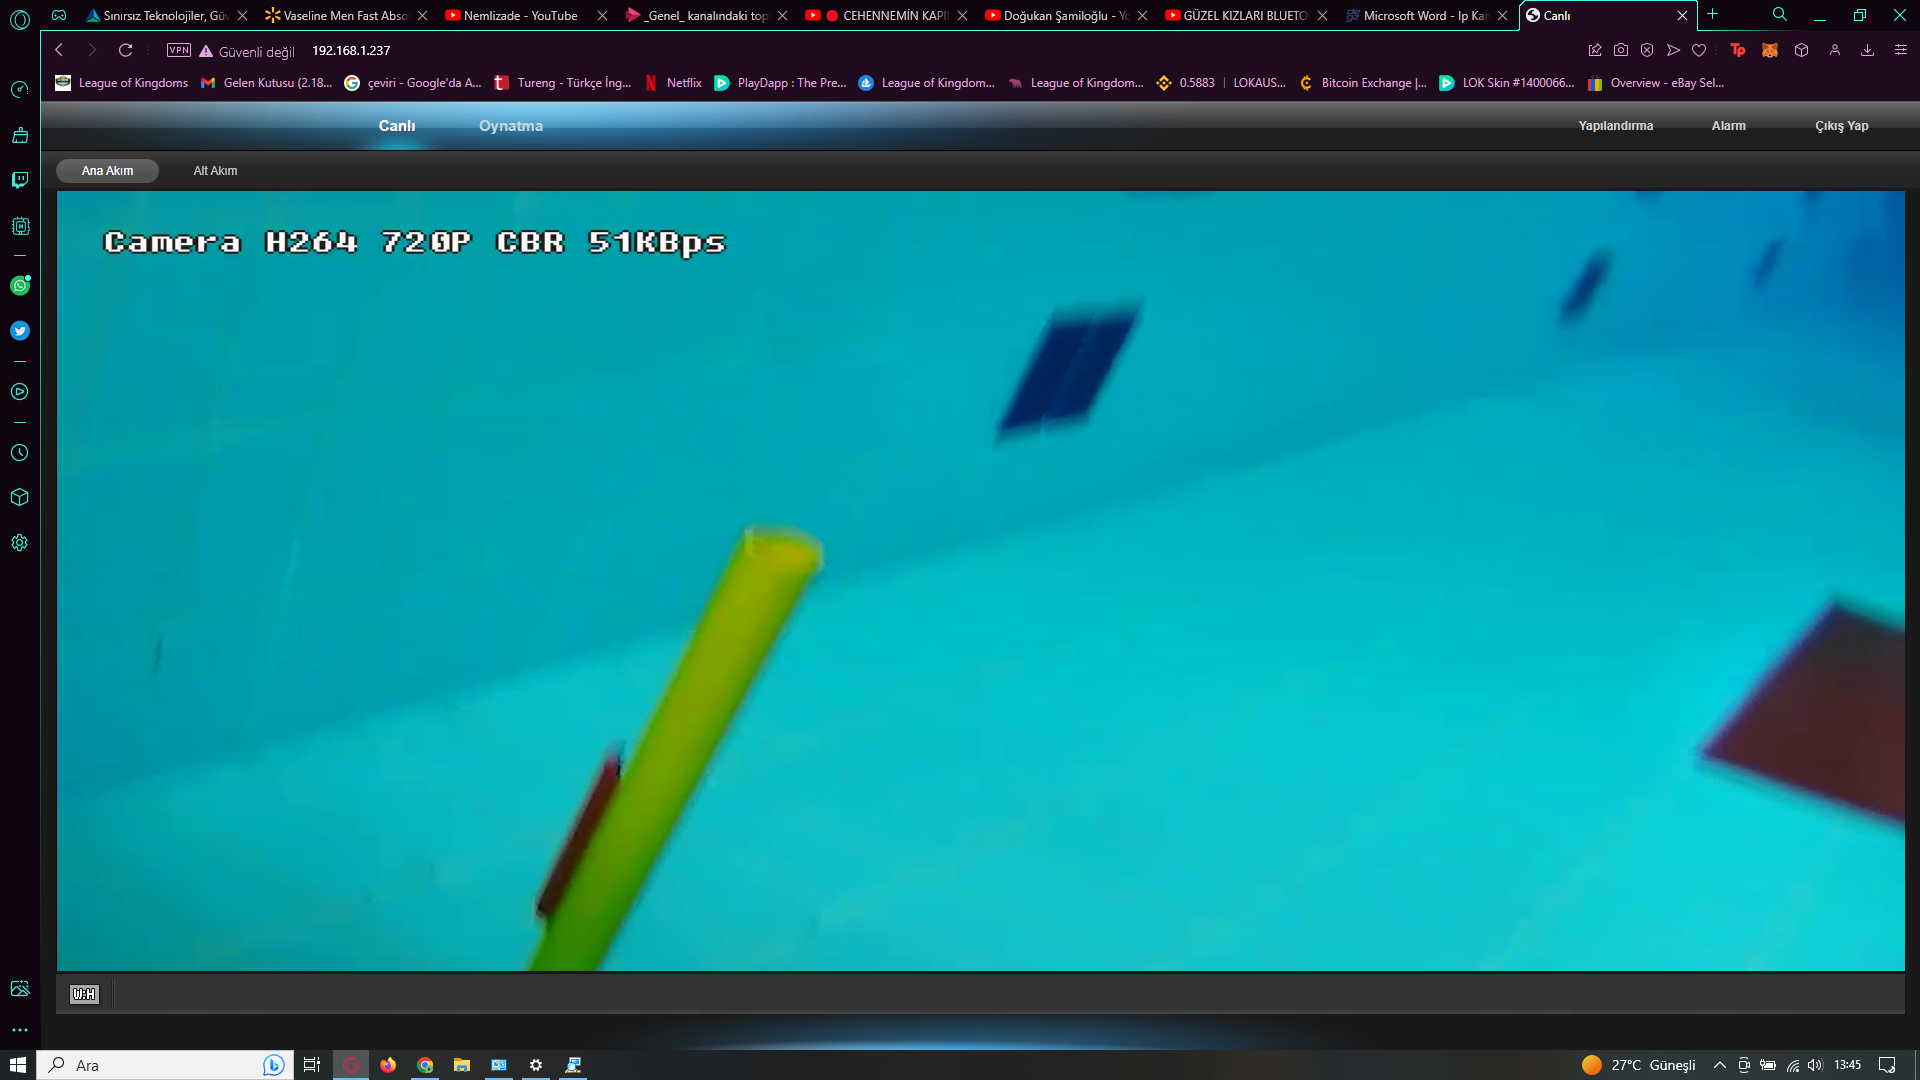 Sınırsız Teknolojiler, Güv
Vaseline Men Fast Abso
Nemlizade - YouTube
_Genel_ kanalındaki top
CEHENNEMİN KAPI
Doğukan Şamiloğlu - Yo
GÜZEL KIZLARI BLUETO
Microsoft Word - Ip Kam
Canlı
VPN
Güvenli değil
192.168.1.237
Tp
League of Kingdoms
Gelen Kutusu (2.18...
çeviri - Google'da A...
Tureng - Türkçe İng...
Netflix
PlayDapp : The Pre...
League of Kingdom...
League of Kingdom...
0.5883 | LOKAUS...
Bitcoin Exchange |...
LOK Skin #1400066...
Overview - eBay Sel...
Canlı
Oynatma
Yapılandırma
Alarm
Çıkış Yap
Ana Akım
Alt Akım
Camera H264 720P CBR 51KBps
W:H
Ara
27°C Güneşli
13:45